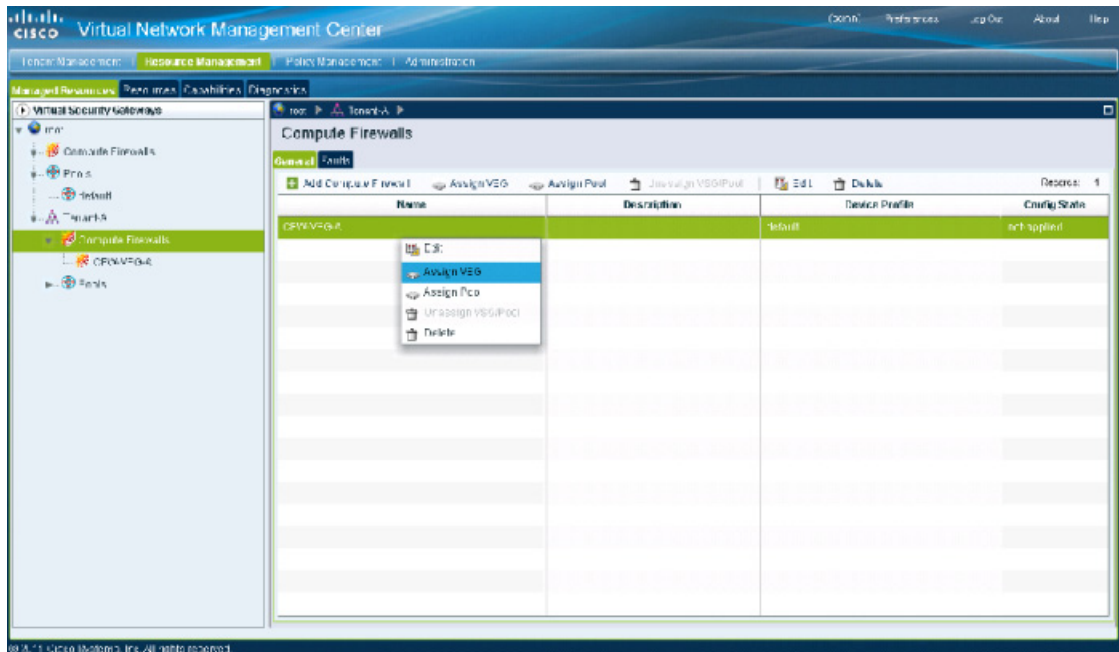 CISCO Virtual Network Management Center
(admin) Preferences Log Out About Help
Tenant Management | Resource Management | Policy Management | Administration
Managed Resources Resources Capabilities Diagnostics
Virtual Security Gateways
root
Compute Firewalls
Pools
default
Tenant-A
Compute Firewalls
Pools
root Tenant-A
Compute Firewalls
General Faults
Add Compute Firewall Assign VSG Assign Pool Unassign VSG/Pool Edit Delete Records: 1
Name Description Device Profile Config State
default not-applied
Edit
Assign VSG
Assign Pool
Unassign VSG/Pool
Delete
Cisco Systems, Inc. All rights reserved.